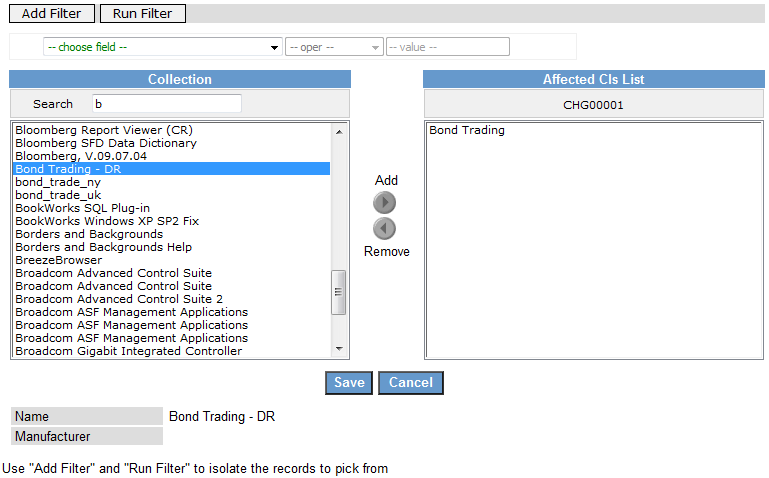 Add Filter Run Filter
-- choose field -- -- oper -- -- value --
Collection
Search b
Bloomberg Report Viewer (CR)
Bloomberg SFD Data Dictionary
Bloomberg, V.09.07.04
Bond Trading - DR
bond_trade_ny
bond_trade_uk
BookWorks SQL Plug-in
BookWorks Windows XP SP2 Fix
Borders and Backgrounds
Borders and Backgrounds Help
BreezeBrowser
Broadcom Advanced Control Suite
Broadcom Advanced Control Suite
Broadcom Advanced Control Suite 2
Broadcom ASF Management Applications
Broadcom ASF Management Applications
Broadcom ASF Management Applications
Broadcom Gigabit Integrated Controller
Add
Remove
Affected CIs List
CHG00001
Bond Trading
Save Cancel
Name Bond Trading - DR
Manufacturer
Use "Add Filter" and "Run Filter" to isolate the records to pick from